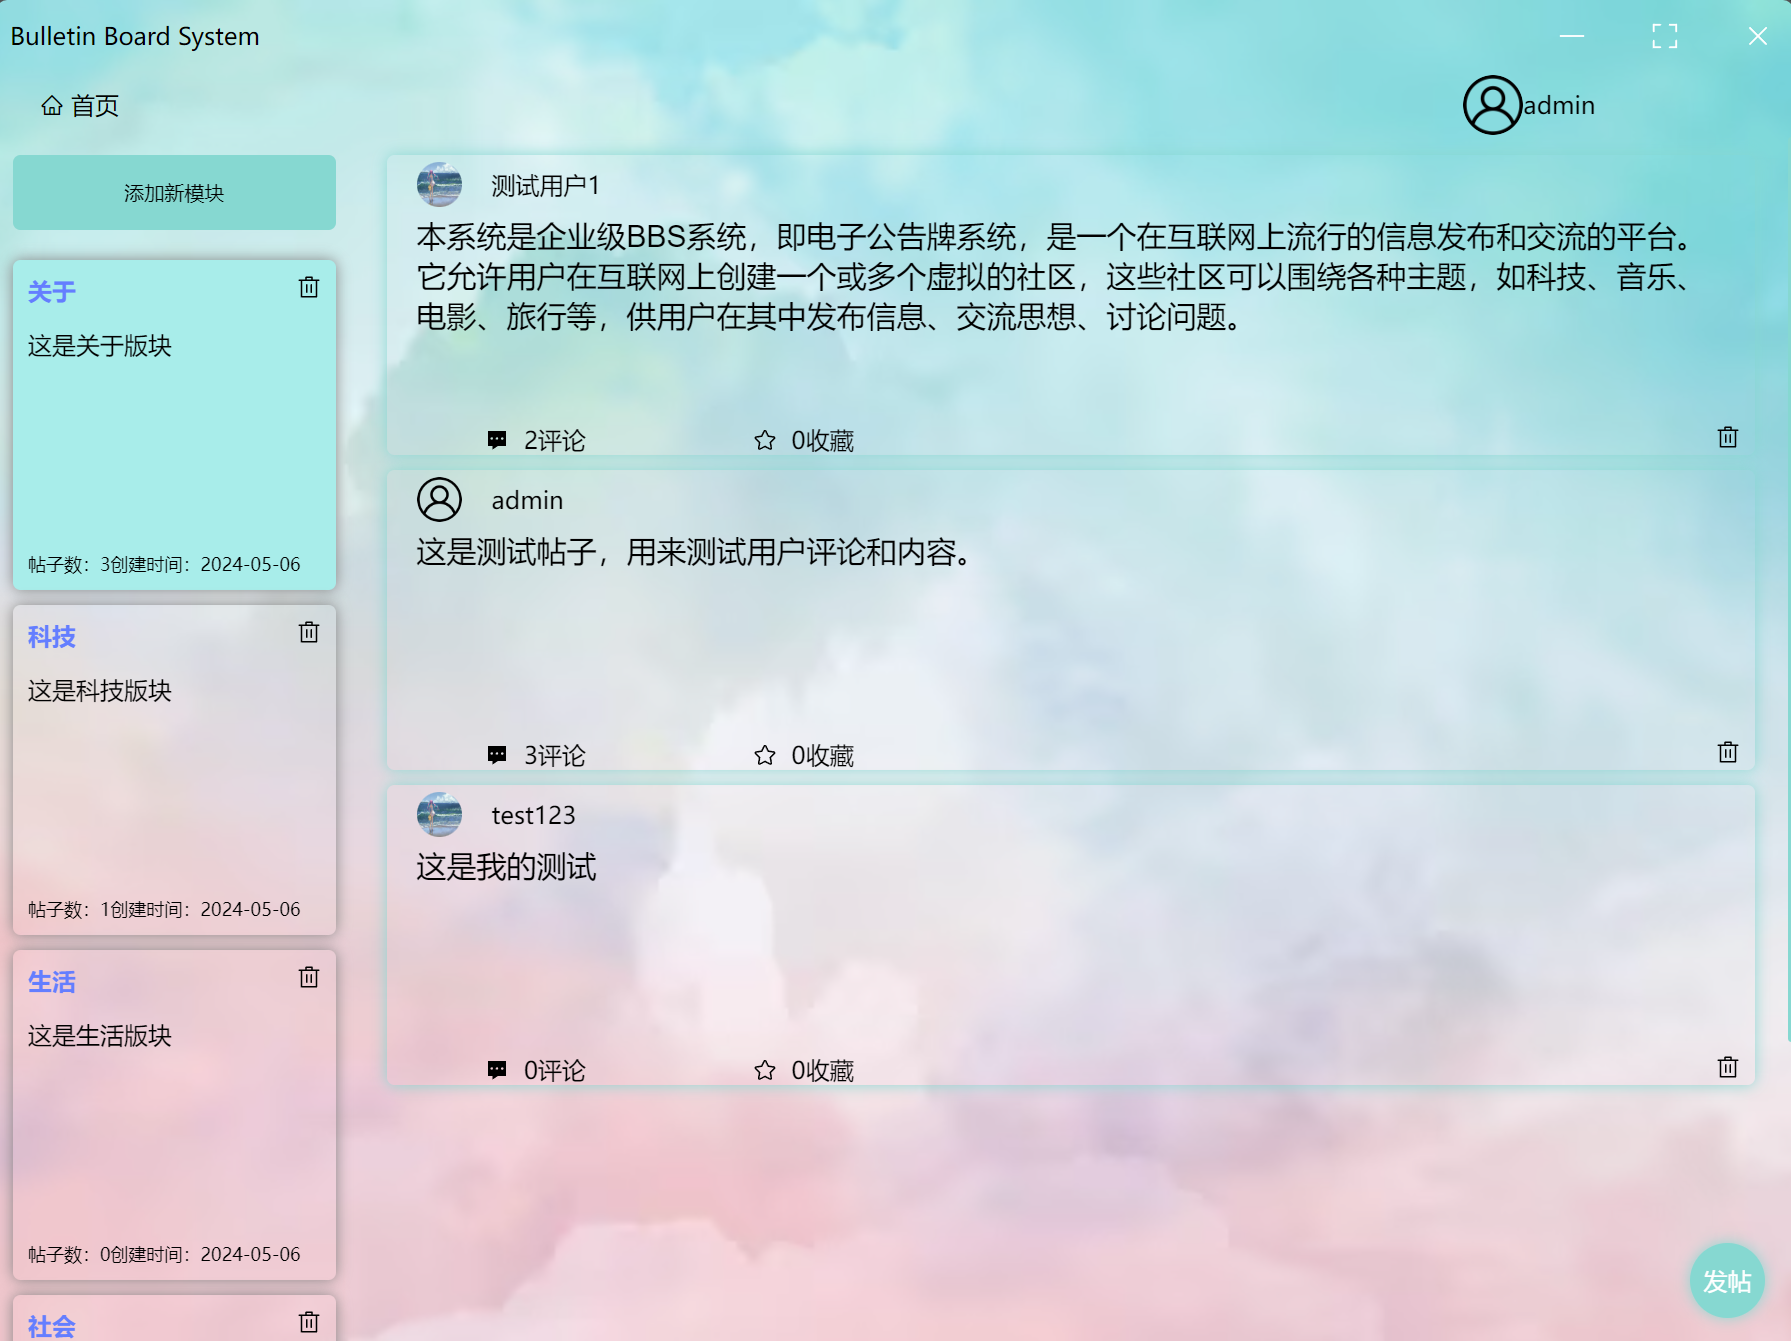 Bulletin Board System
首页
admin
添加新模块
关于
这是关于版块
帖子数：3创建时间：2024-05-06
科技
这是科技版块
帖子数：1创建时间：2024-05-06
生活
这是生活版块
帖子数：0创建时间：2024-05-06
社会
测试用户1
本系统是企业级BBS系统，即电子公告牌系统，是一个在互联网上流行的信息发布和交流的平台。
它允许用户在互联网上创建一个或多个虚拟的社区，这些社区可以围绕各种主题，如科技、音乐、
电影、旅行等，供用户在其中发布信息、交流思想、讨论问题。
2评论 0收藏
admin
这是测试帖子，用来测试用户评论和内容。
3评论 0收藏
test123
这是我的测试
0评论 0收藏
发帖